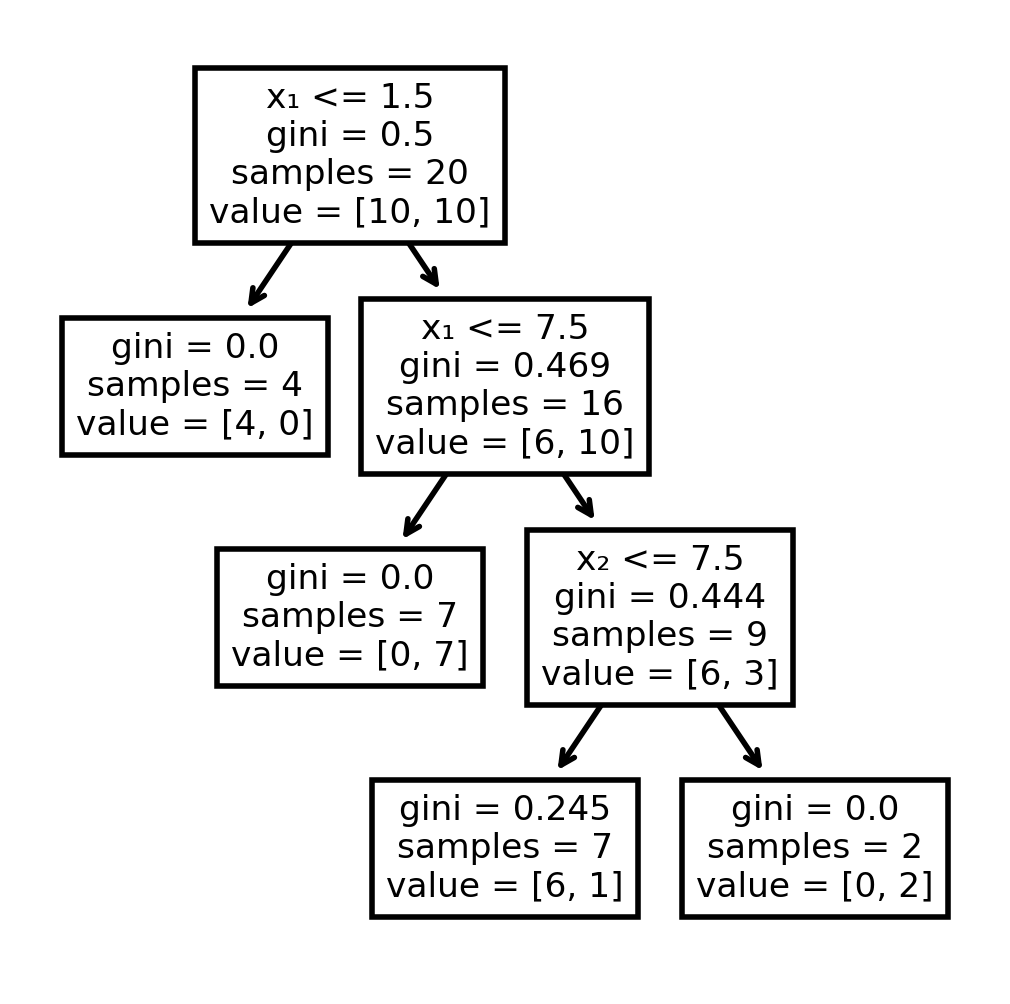 x₁ <= 1.5
gini = 0.5
samples = 20
value = [10, 10]
gini = 0.0
samples = 4
value = [4, 0]
x₁ <= 7.5
gini = 0.469
samples = 16
value = [6, 10]
gini = 0.0
samples = 7
value = [0, 7]
x₂ <= 7.5
gini = 0.444
samples = 9
value = [6, 3]
gini = 0.245
samples = 7
value = [6, 1]
gini = 0.0
samples = 2
value = [0, 2]